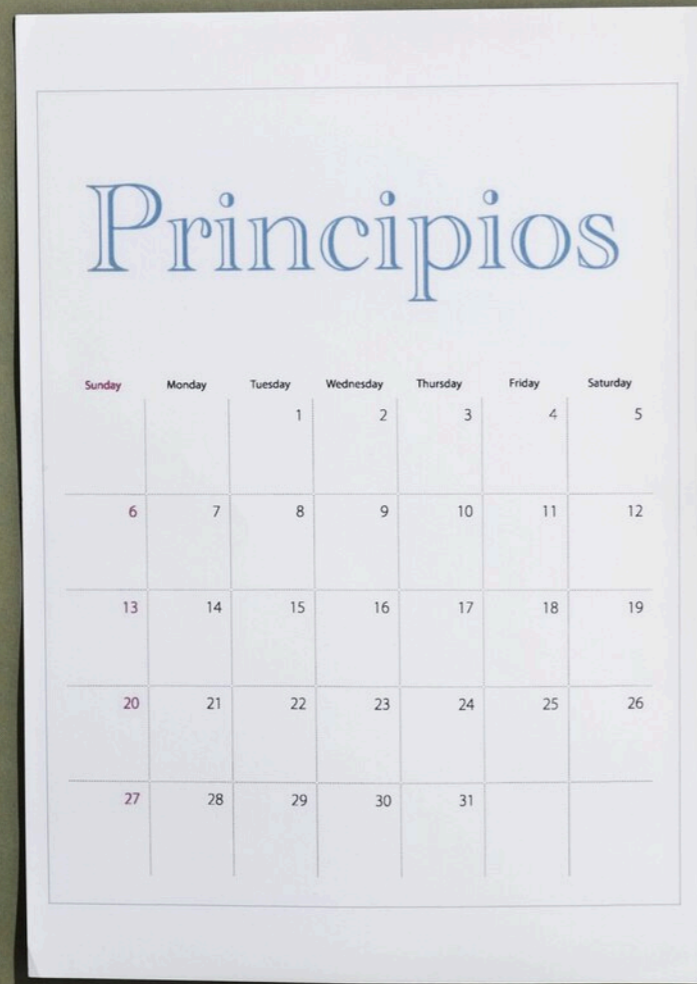 Principios
Sunday Monday Tuesday Wednesday Thursday Friday Saturday
1 2 3 4 5
6 7 8 9 10 11 12
13 14 15 16 17 18 19
20 21 22 23 24 25 26
27 28 29 30 31